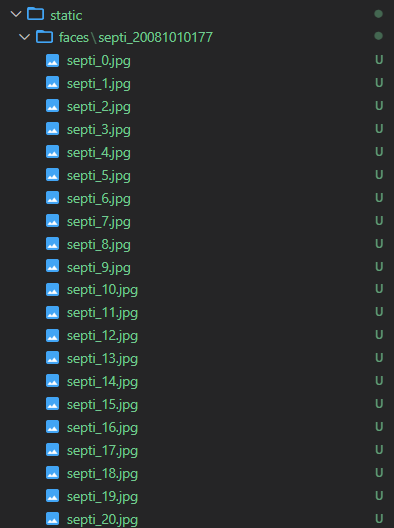 static
faces\septi_20081010177
septi_0.jpg U
septi_1.jpg U
septi_2.jpg U
septi_3.jpg U
septi_4.jpg U
septi_5.jpg U
septi_6.jpg U
septi_7.jpg U
septi_8.jpg U
septi_9.jpg U
septi_10.jpg U
septi_11.jpg U
septi_12.jpg U
septi_13.jpg U
septi_14.jpg U
septi_15.jpg U
septi_16.jpg U
septi_17.jpg U
septi_18.jpg U
septi_19.jpg U
septi_20.jpg U